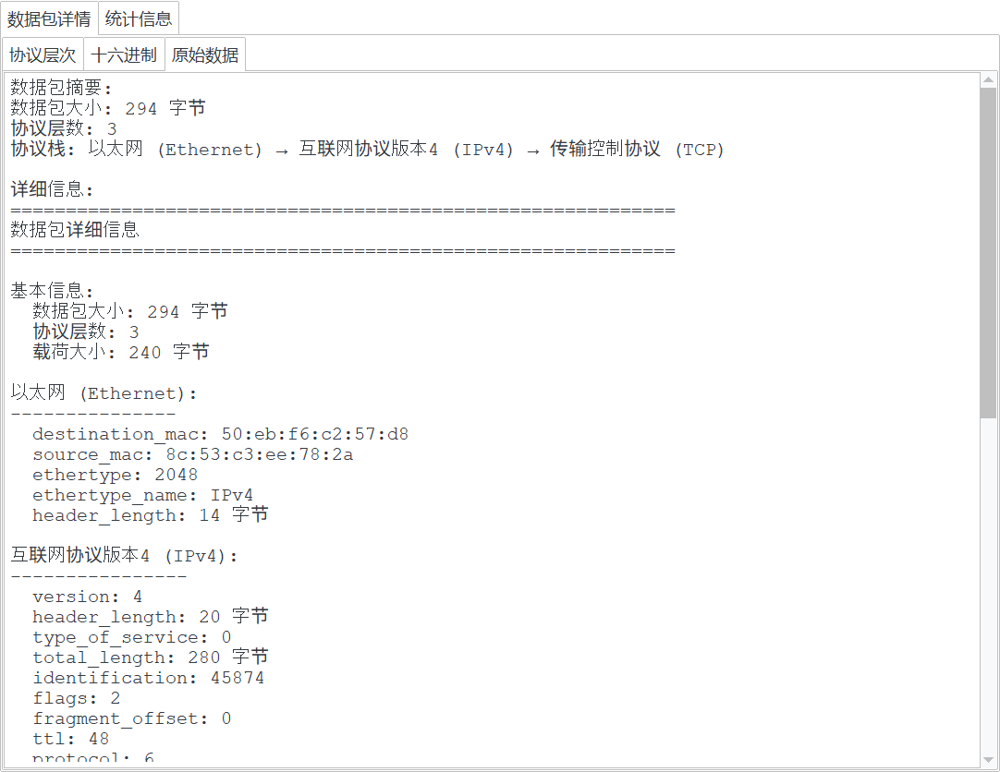 数据包详情 统计信息
协议层次 十六进制 原始数据
数据包摘要:
数据包大小: 294 字节
协议层数: 3
协议栈: 以太网 (Ethernet) → 互联网协议版本4 (IPv4) → 传输控制协议 (TCP)
详细信息:
============================================================
数据包详细信息
============================================================
基本信息:
数据包大小: 294 字节
协议层数: 3
载荷大小: 240 字节
以太网 (Ethernet):
---------------
destination_mac: 50:eb:f6:c2:57:d8
source_mac: 8c:53:c3:ee:78:2a
ethertype: 2048
ethertype_name: IPv4
header_length: 14 字节
互联网协议版本4 (IPv4):
----------------
version: 4
header_length: 20 字节
type_of_service: 0
total_length: 280 字节
identification: 45874
flags: 2
fragment_offset: 0
ttl: 48
protocol: 6